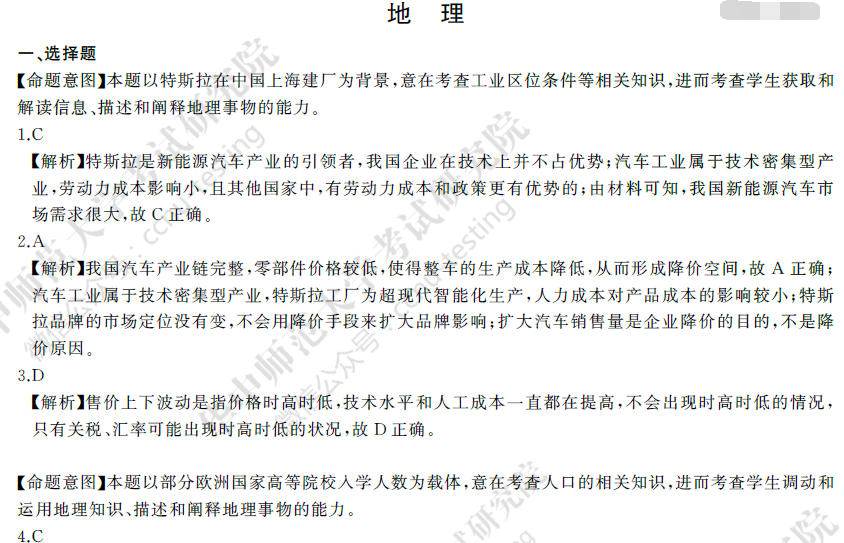 地 理
一、选择题
【命题意图】本题以特斯拉在中国上海建厂为背景,意在考查工业区位条件等相关知识,进而考查学生获取和
解读信息、描述和阐释地理事物的能力。
1.C
【解析】特斯拉是新能源汽车产业的引领者,我国企业在技术上并不占优势;汽车工业属于技术密集型产
业,劳动力成本影响小,且其他国家中,有劳动力成本和政策更有优势的;由材料可知,我国新能源汽车市
场需求很大,故 C 正确。
2.A
【解析】我国汽车产业链完整,零部件价格较低,使得整车的生产成本降低,从而形成降价空间,故 A 正确;
汽车工业属于技术密集型产业,特斯拉工厂为超现代智能化生产,人力成本对产品成本的影响较小;特斯
拉品牌的市场定位没有变,不会用降价手段来扩大品牌影响;扩大汽车销售量是企业降价的目的,不是降
价原因。
3.D
【解析】售价上下波动是指价格时高时低,技术水平和人工成本一直都在提高,不会出现时高时低的情况,
只有关税、汇率可能出现时高时低的状况,故 D 正确。
【命题意图】本题以部分欧洲国家高等院校入学人数为载体,意在考查人口的相关知识,进而考查学生调动和
运用地理知识、描述和阐释地理事物的能力。
4.C
华中师范大学考试研究院
微信公众号:ccnu-testing